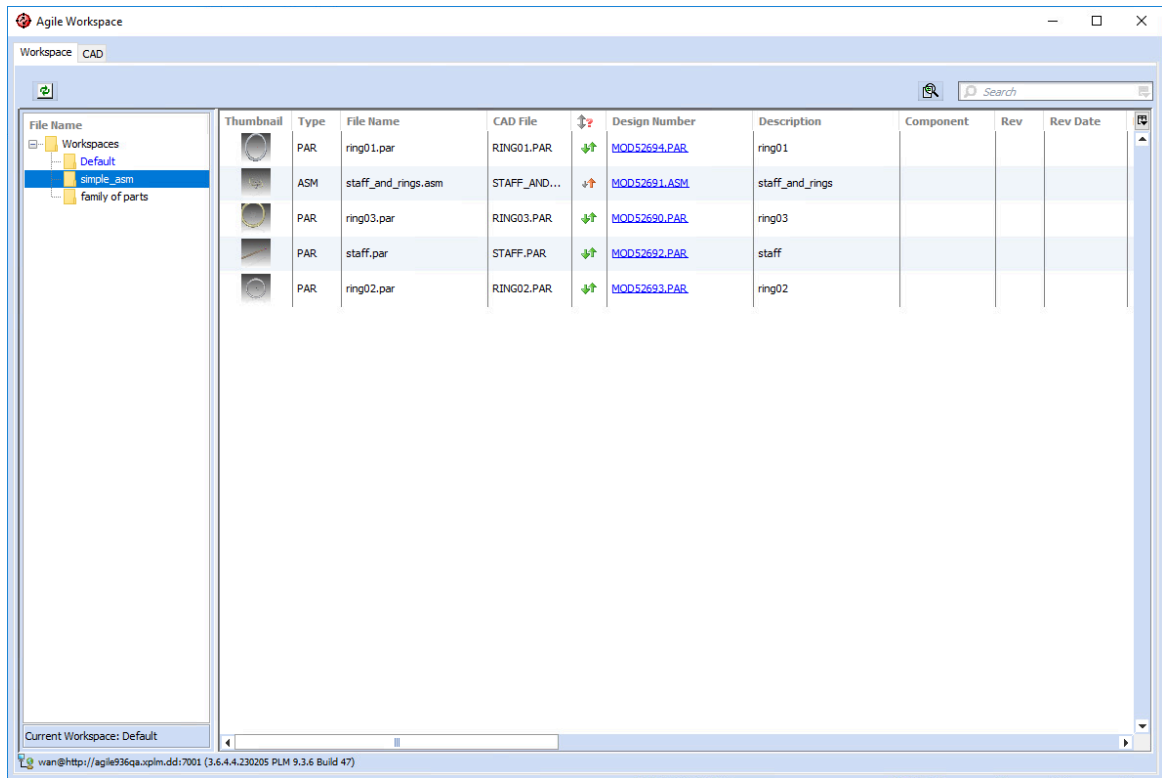 Agile Workspace
Workspace CAD
Search
File Name
Workspaces
Default
simple_asm
family of parts
Thumbnail Type File Name CAD File Design Number Description Component Rev Rev Date
PAR ring01.par RING01.PAR MOD52694.PAR ring01
ASM staff_and_rings.asm STAFF_AND... MOD52691.ASM staff_and_rings
PAR ring03.par RING03.PAR MOD52690.PAR ring03
PAR staff.par STAFF.PAR MOD52692.PAR staff
PAR ring02.par RING02.PAR MOD52693.PAR ring02
Current Workspace: Default
wan@http://agile936qa.xplm.dd:7001 (3.6.4.4.230205 PLM 9.3.6 Build 47)